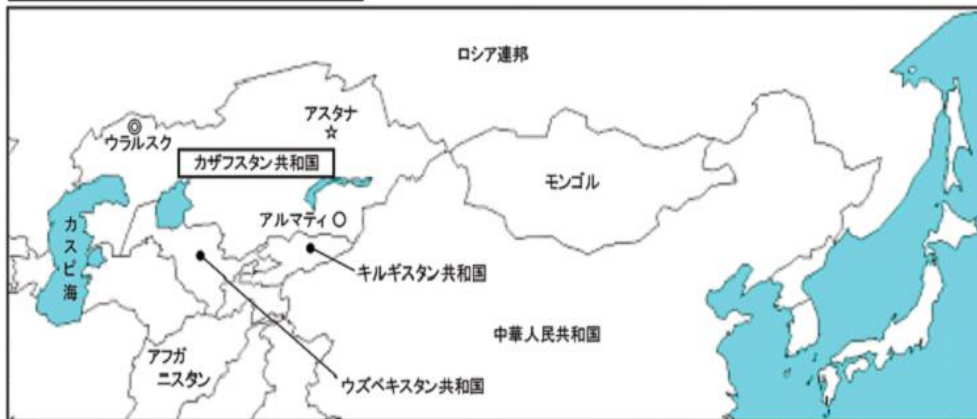 ロシア連邦
アスタナ
ウラルスク
カザフスタン共和国
モンゴル
カスピ海
アルマティ
キルギスタン共和国
中華人民共和国
アフガ
ニスタン
ウズベキスタン共和国